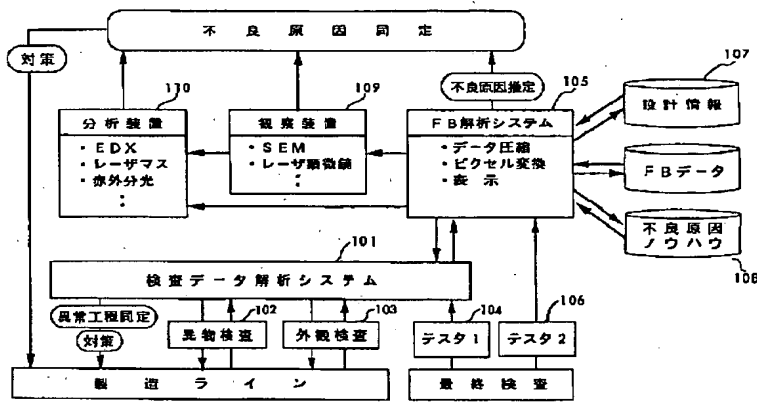 不良原因同定
対策
不良原因推定
110
109
105
107
分析装置
・EDX
・レーザマス
・赤外分光
観察装置
・SEM
・レーザ顕微鏡
FB解析システム
・データ圧縮
・ピクセル変換
・表示
設計情報
FBデータ
不良原因
ノウハウ
108
101
検査データ解析システム
異常工程同定
対策
102
異物検査
103
外観検査
104
テスタ1
106
テスタ2
製造ライン
最終検査